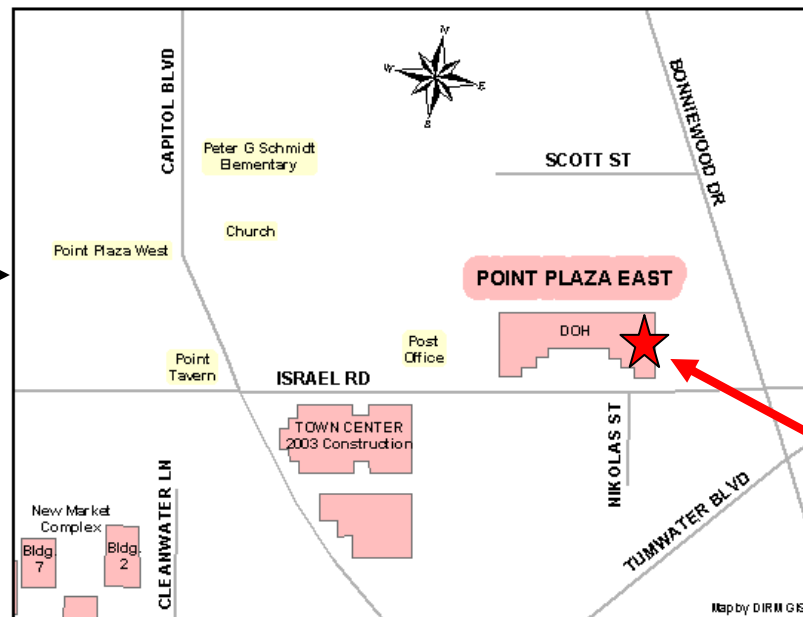 N
W
E
S
CAPITOL BLVD
BONNIEWOOD DR
Peter G Schmidt
Elementary
SCOTT ST
Church
Point Plaza West
POINT PLAZA EAST
DOH
Post
Office
Point
Tavern
ISRAEL RD
TOWN CENTER
2003 Construction
NIKOLAS ST
CLEANWATER LN
TUMWATER BLVD
New Market
Complex
Bldg.
7
Bldg.
2
Map by DIRM GIS